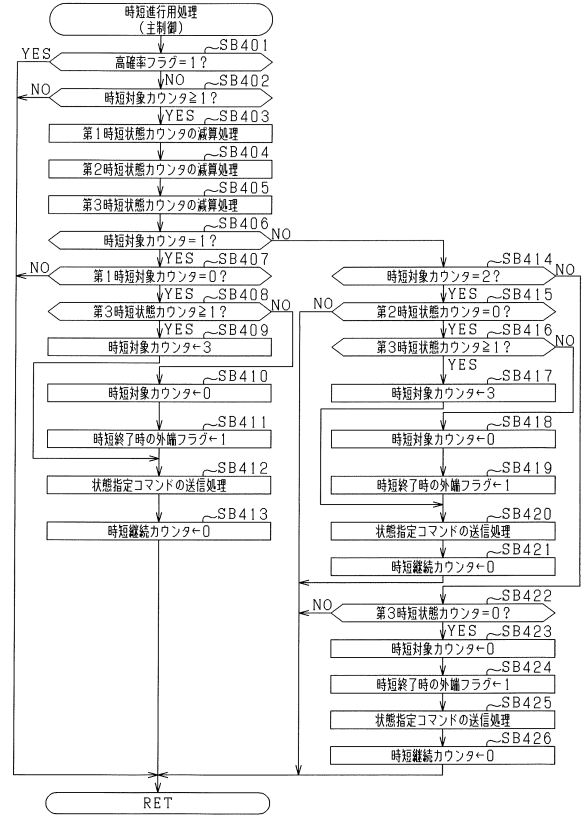 時短進行用処理
(主制御)
SB401
高確率フラグ=1?
YES
NO
SB402
時短対象カウンタ≧1?
NO
YES
SB403
第1時短状態カウンタの減算処理
SB404
第2時短状態カウンタの減算処理
SB405
第3時短状態カウンタの減算処理
SB406
時短対象カウンタ=1?
NO
YES
SB407
第1時短対象カウンタ=0?
NO
YES
SB408
第3時短状態カウンタ≧1?
NO
YES
SB409
時短対象カウンタ←3
SB410
時短対象カウンタ←0
SB411
時短終了時の外端フラグ←1
SB412
状態指定コマンドの送信処理
SB413
時短継続カウンタ←0
SB414
時短対象カウンタ=2?
NO
YES
SB415
第2時短状態カウンタ=0?
NO
YES
SB416
第3時短状態カウンタ≧1?
NO
YES
SB417
時短対象カウンタ←3
SB418
時短対象カウンタ←0
SB419
時短終了時の外端フラグ←1
SB420
状態指定コマンドの送信処理
SB421
時短継続カウンタ←0
SB422
第3時短状態カウンタ=0?
NO
YES
SB423
時短対象カウンタ←0
SB424
時短終了時の外端フラグ←1
SB425
状態指定コマンドの送信処理
SB426
時短継続カウンタ←0
RET